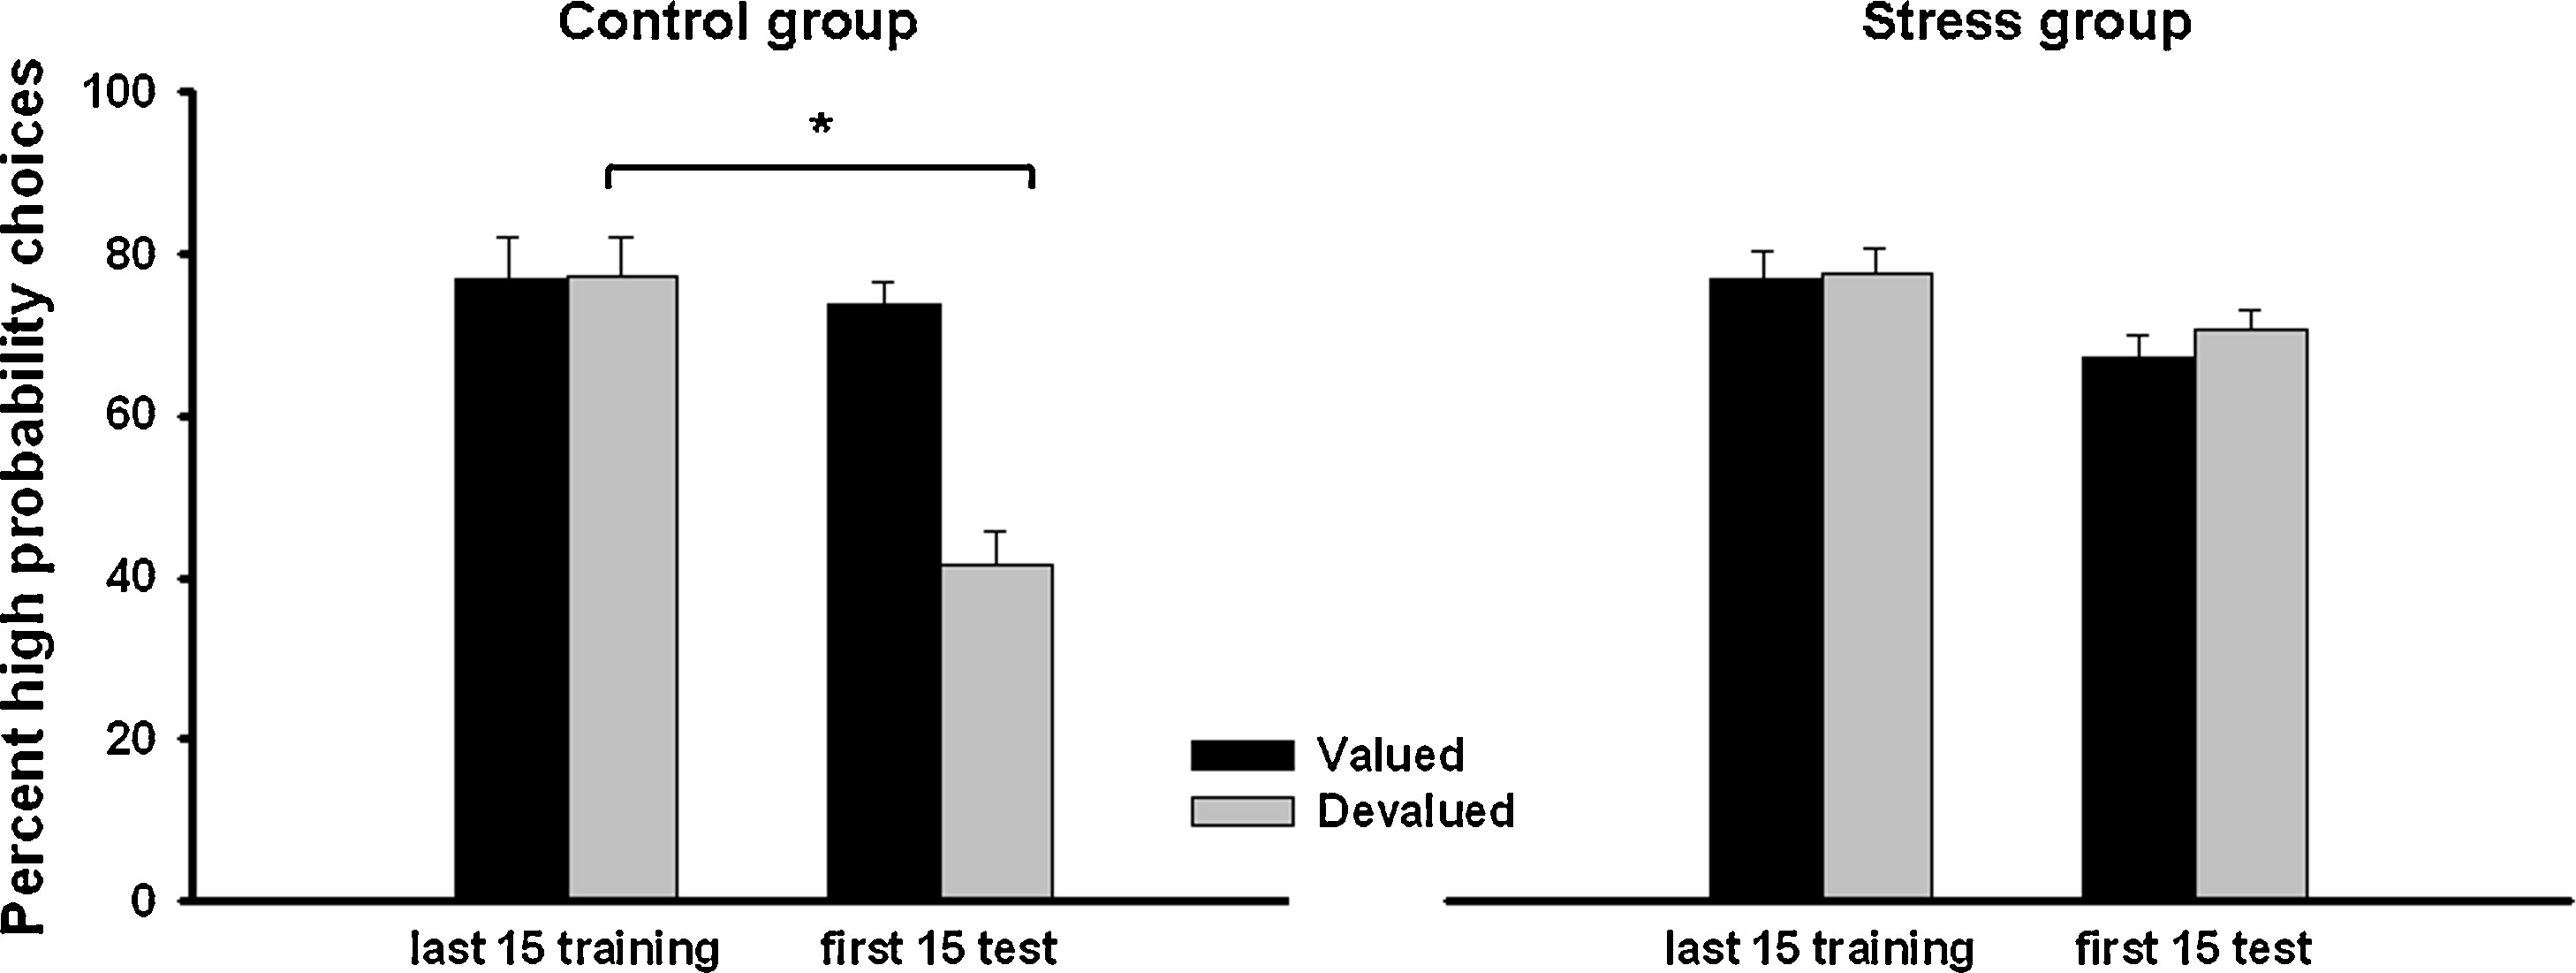 Control group
Stress group
Percent high probability choices
100
80
60
40
20
0
*
Valued
Devalued
last 15 training
first 15 test
last 15 training
first 15 test